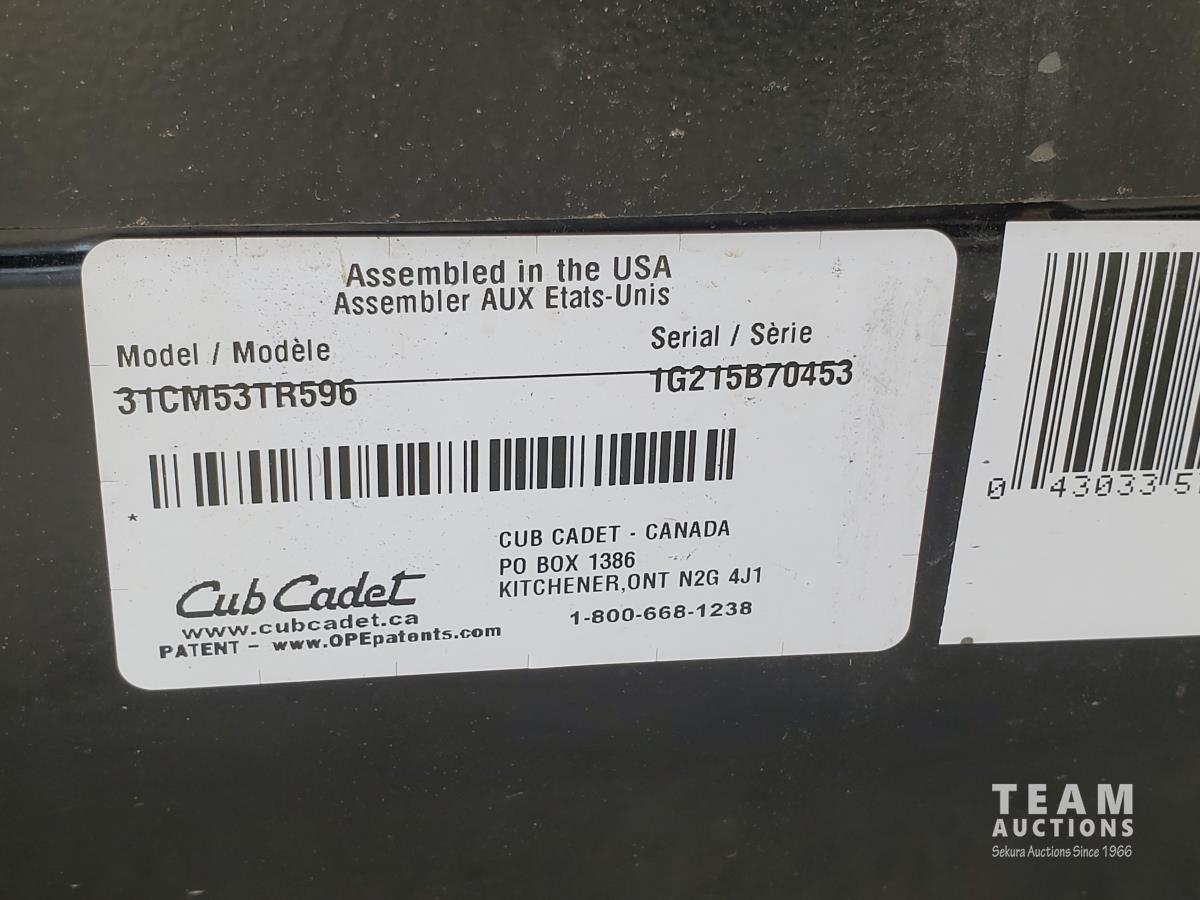 Assembled in the USA
Assembler AUX Etats-Unis
Model / Modèle
Serial / Sèrie
31CM53TR596
1G215B70453
*
CUB CADET - CANADA
PO BOX 1386
KITCHENER,ONT N2G 4J1
1-800-668-1238
Cub Cadet
www.cubcadet.ca
PATENT - www.OPEpatents.com
0 43033 5
TEAM
AUCTIONS
Sekura Auctions Since 1966